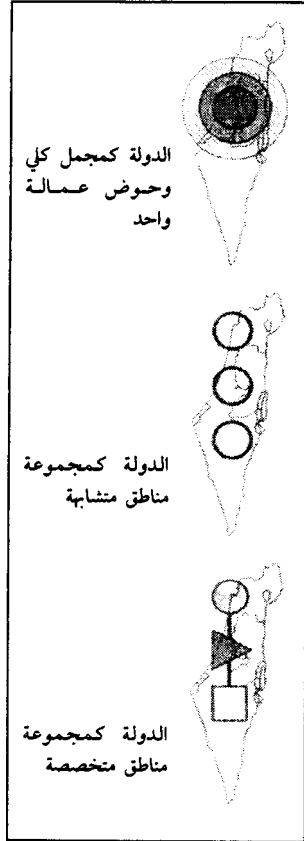 الدولة كمجمل كلي
وحوض عمالة
واحد
الدولة كمجموعة
مناطق متشابهة
الدولة كمجموعة
مناطق متخصصة